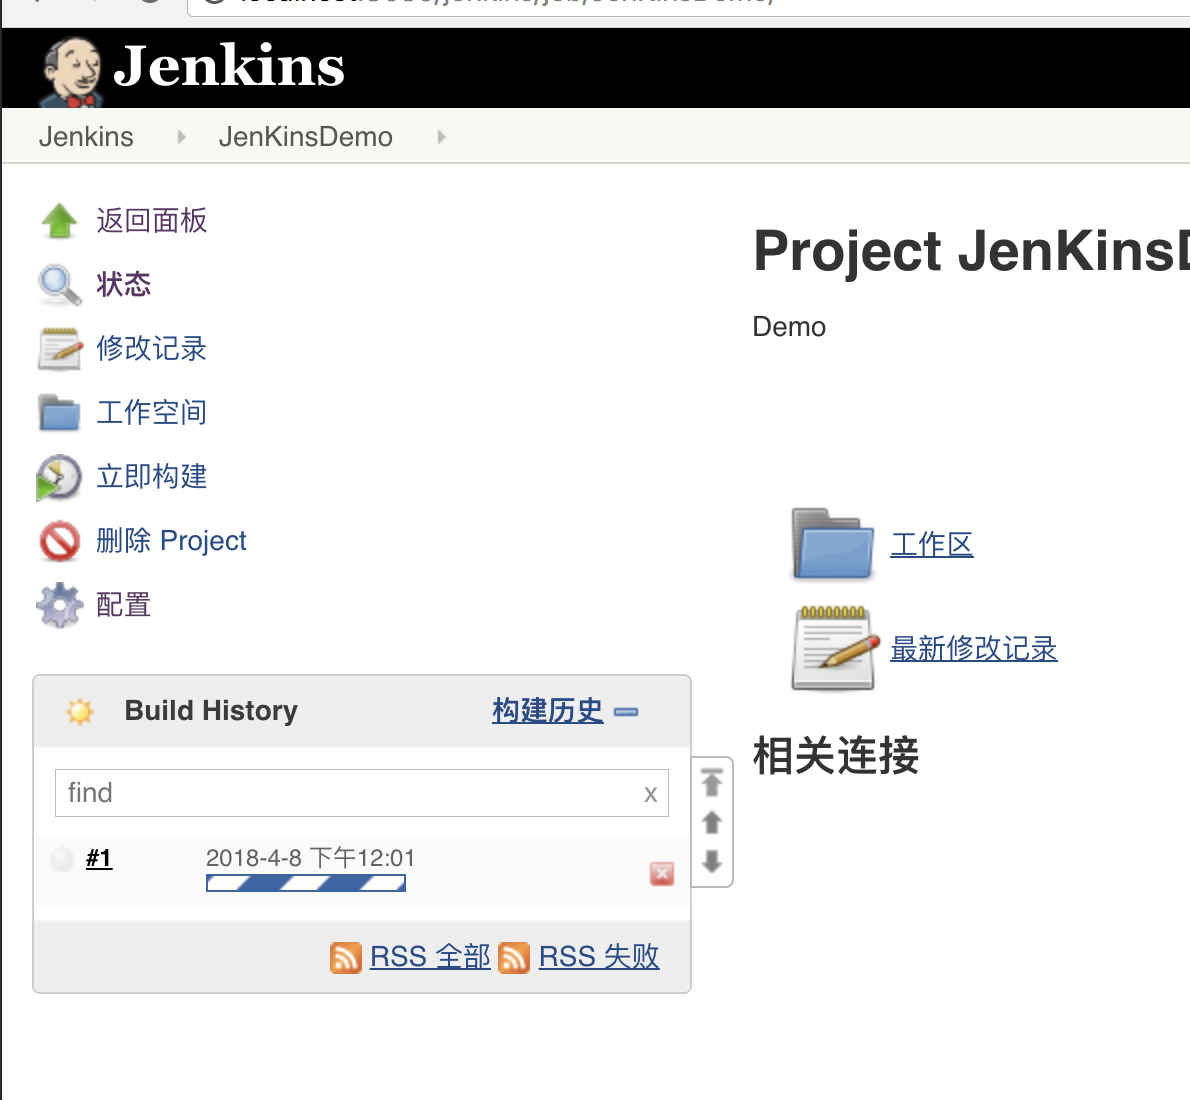 Jenkins
Jenkins JenKinsDemo
返回面板
状态
修改记录
工作空间
立即构建
删除 Project
配置
Build History 构建历史
find x
#1 2018-4-8 下午12:01
RSS 全部 RSS 失败
Project JenKinsD
Demo
工作区
最新修改记录
相关连接